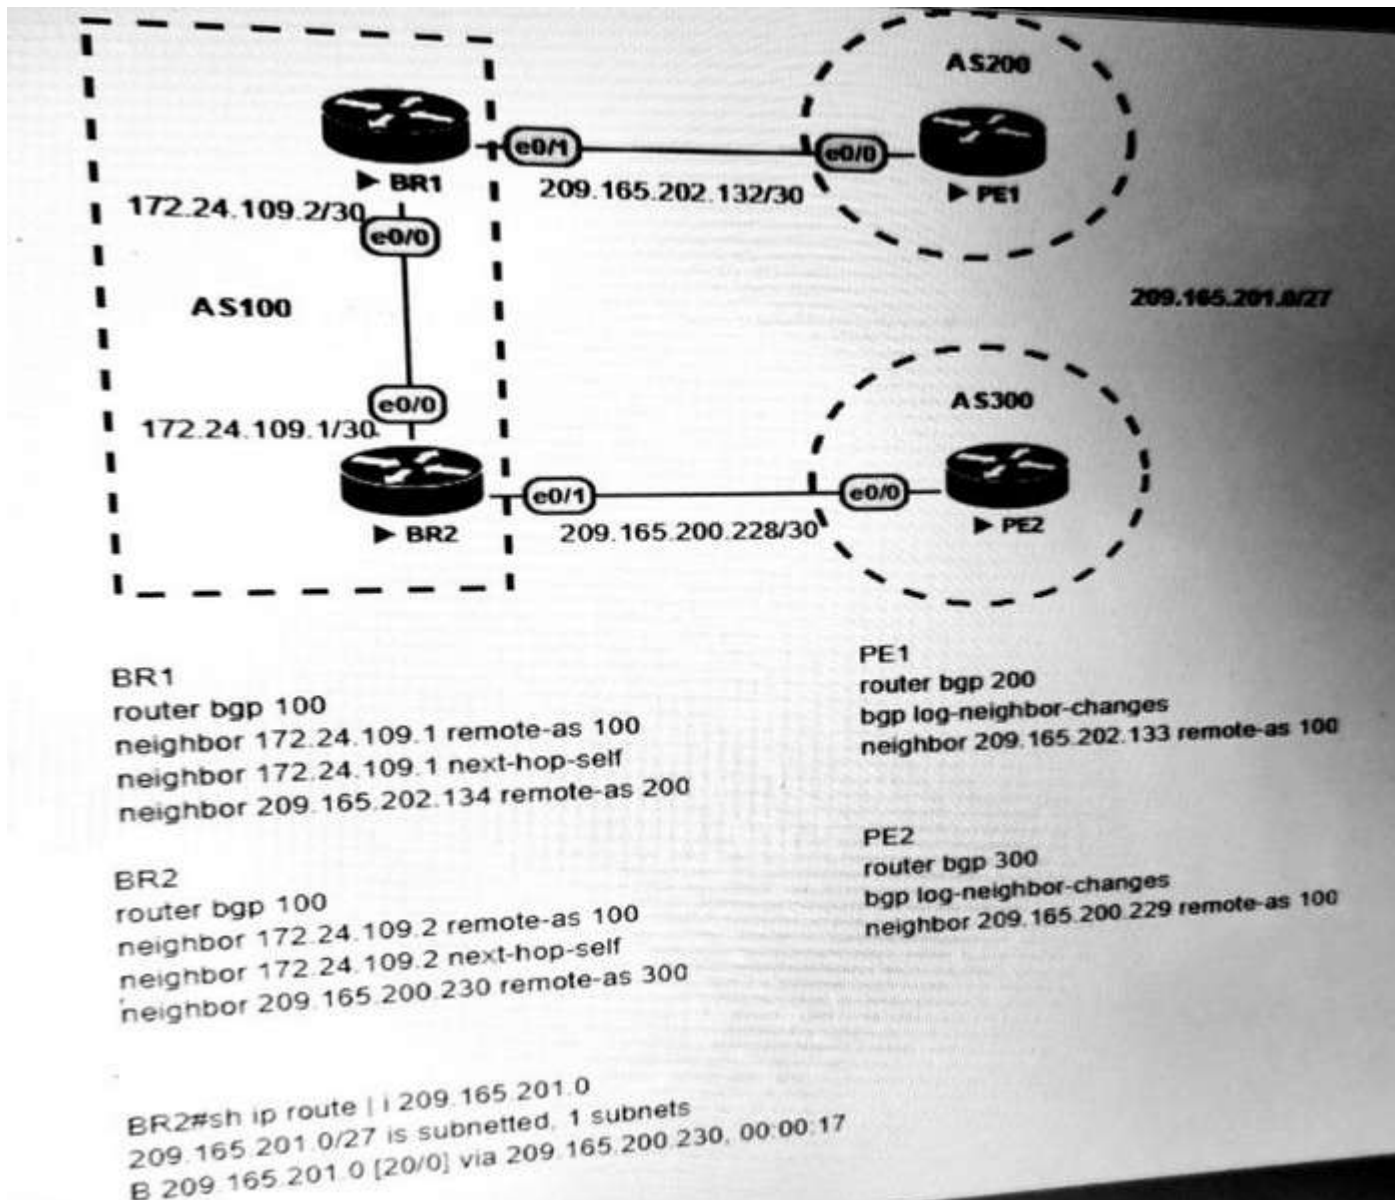 AS200
e0/1
e0/0
BR1
209.165.202.132/30
PE1
172.24.109.2/30
e0/0
AS100
209.165.201.0/27
e0/0
AS300
172.24.109.1/30
e0/1
e0/0
BR2
209.165.200.228/30
PE2
BR1
router bgp 100
neighbor 172.24.109.1 remote-as 100
neighbor 172.24.109.1 next-hop-self
neighbor 209.165.202.134 remote-as 200
PE1
router bgp 200
bgp log-neighbor-changes
neighbor 209.165.202.133 remote-as 100
BR2
router bgp 100
neighbor 172.24.109.2 remote-as 100
neighbor 172.24.109.2 next-hop-self
neighbor 209.165.200.230 remote-as 300
PE2
router bgp 300
bgp log-neighbor-changes
neighbor 209.165.200.229 remote-as 100
BR2#sh ip route | i 209.165.201.0
209.165.201.0/27 is subnetted, 1 subnets
B 209.165.201.0 [20/0] via 209.165.200.230, 00:00:17